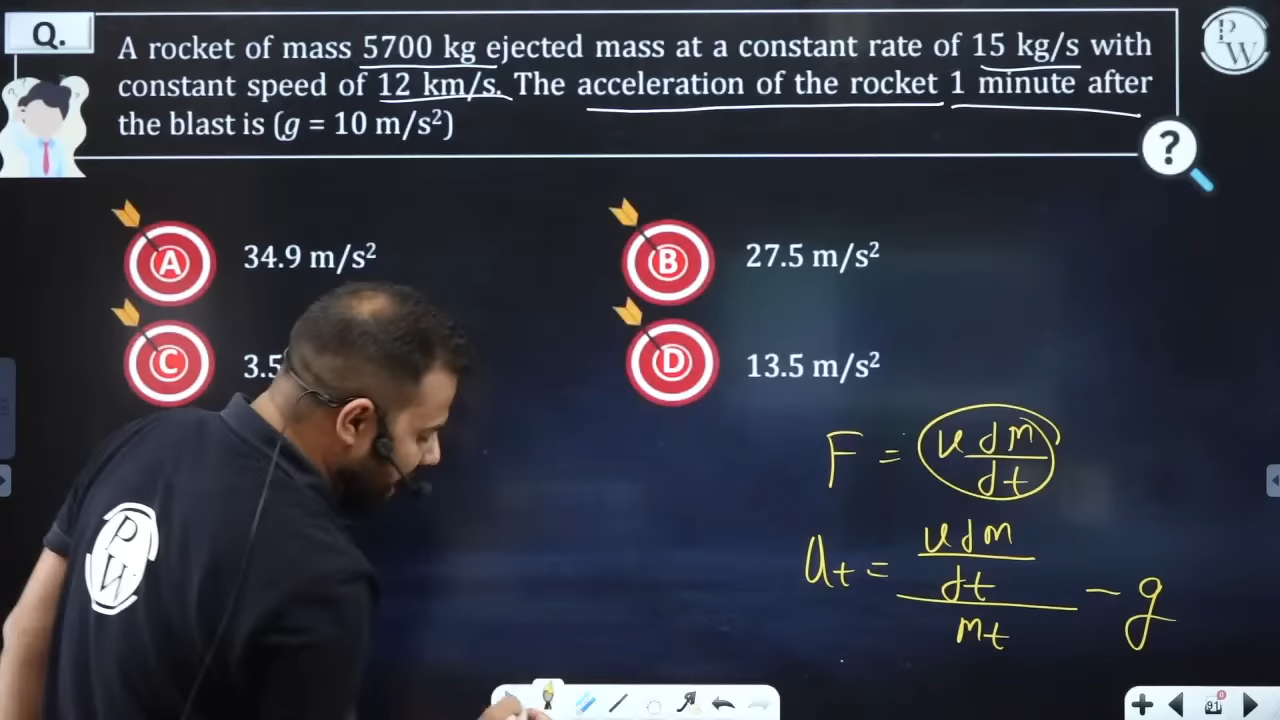 Q.
A rocket of mass 5700 kg ejected mass at a constant rate of 15 kg/s with
constant speed of 12 km/s. The acceleration of the rocket 1 minute after
the blast is (g = 10 m/s²)
P
W
?
A
34.9 m/s²
B
27.5 m/s²
C
3.5
D
13.5 m/s²
F = u dm/dt
a_t = (u dm/dt)/m_t - g
P
W
91
0